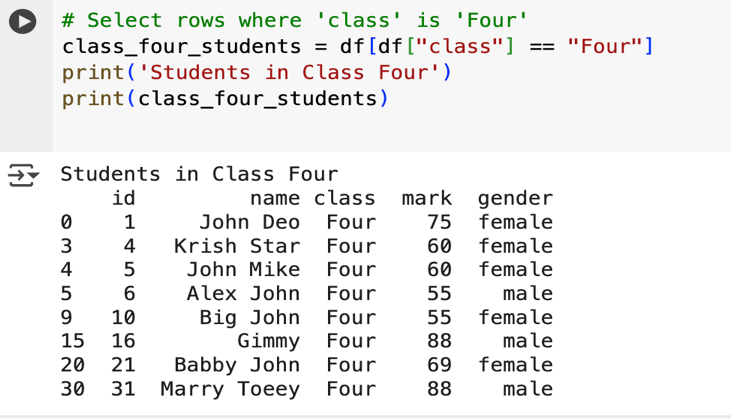 # Select rows where 'class' is 'Four'
class_four_students = df[df["class"] == "Four"]
print('Students in Class Four')
print(class_four_students)
Students in Class Four
    id         name class  mark  gender
0    1     John Deo  Four    75  female
3    4   Krish Star  Four    60  female
4    5    John Mike  Four    60  female
5    6    Alex John  Four    55    male
9   10     Big John  Four    55  female
15  16        Gimmy  Four    88    male
20  21   Babby John  Four    69  female
30  31  Marry Toeey  Four    88    male